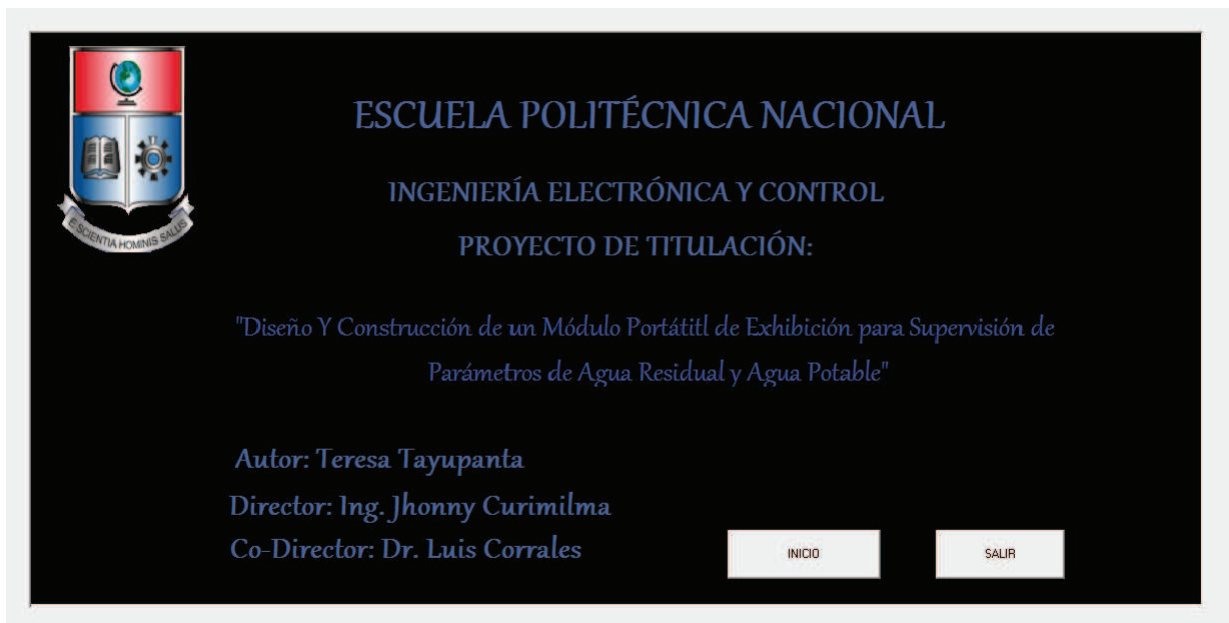 ESCUELA POLITÉCNICA NACIONAL
INGENIERÍA ELECTRÓNICA Y CONTROL
PROYECTO DE TITULACIÓN:
E SCIENTIA HOMINIS SALUS
"Diseño Y Construcción de un Módulo Portátitl de Exhibición para Supervisión de
Parámetros de Agua Residual y Agua Potable"
Autor: Teresa Tayupanta
Director: Ing. Jhonny Curimilma
Co-Director: Dr. Luis Corrales
INICIO
SALIR